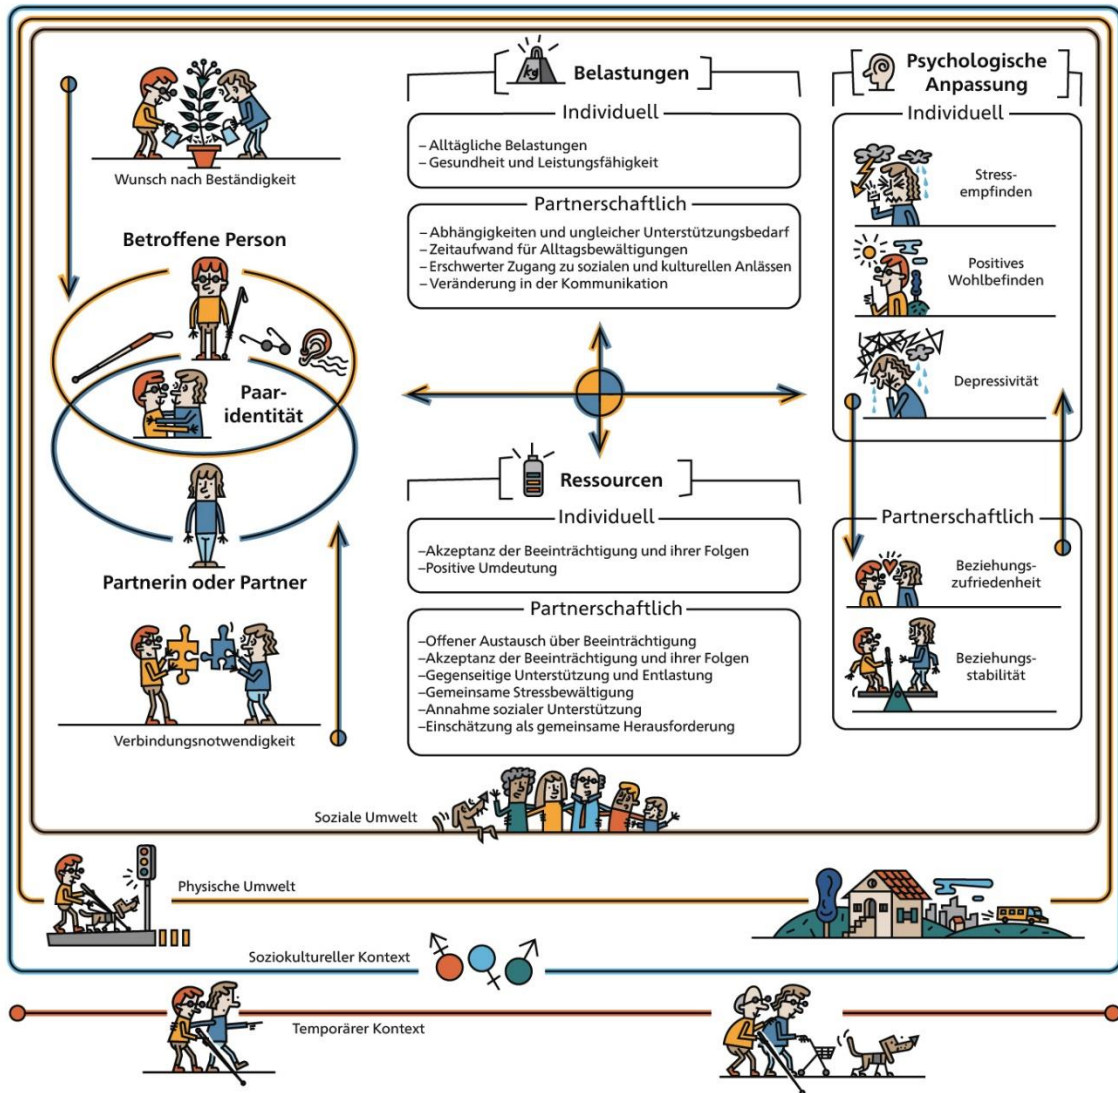 Wunsch nach Beständigkeit
Betroffene Person
Paar-
identität
Partnerin oder Partner
Verbindungsnotwendigkeit
kg
Belastungen
Individuell
– Alltägliche Belastungen
– Gesundheit und Leistungsfähigkeit
Partnerschaftlich
– Abhängigkeiten und ungleicher Unterstützungsbedarf
– Zeitaufwand für Alltagsbewältigungen
– Erschwerter Zugang zu sozialen und kulturellen Anlässen
– Veränderung in der Kommunikation
Ressourcen
Individuell
–Akzeptanz der Beeinträchtigung und ihrer Folgen
–Positive Umdeutung
Partnerschaftlich
–Offener Austausch über Beeinträchtigung
–Akzeptanz der Beeinträchtigung und ihrer Folgen
–Gegenseitige Unterstützung und Entlastung
–Gemeinsame Stressbewältigung
–Annahme sozialer Unterstützung
–Einschätzung als gemeinsame Herausforderung
Psychologische
Anpassung
Individuell
Stress-
empfinden
Positives
Wohlbefinden
Depressivität
Partnerschaftlich
Beziehungs-
zufriedenheit
Beziehungs-
stabilität
Soziale Umwelt
Physische Umwelt
Soziokultureller Kontext
Temporärer Kontext